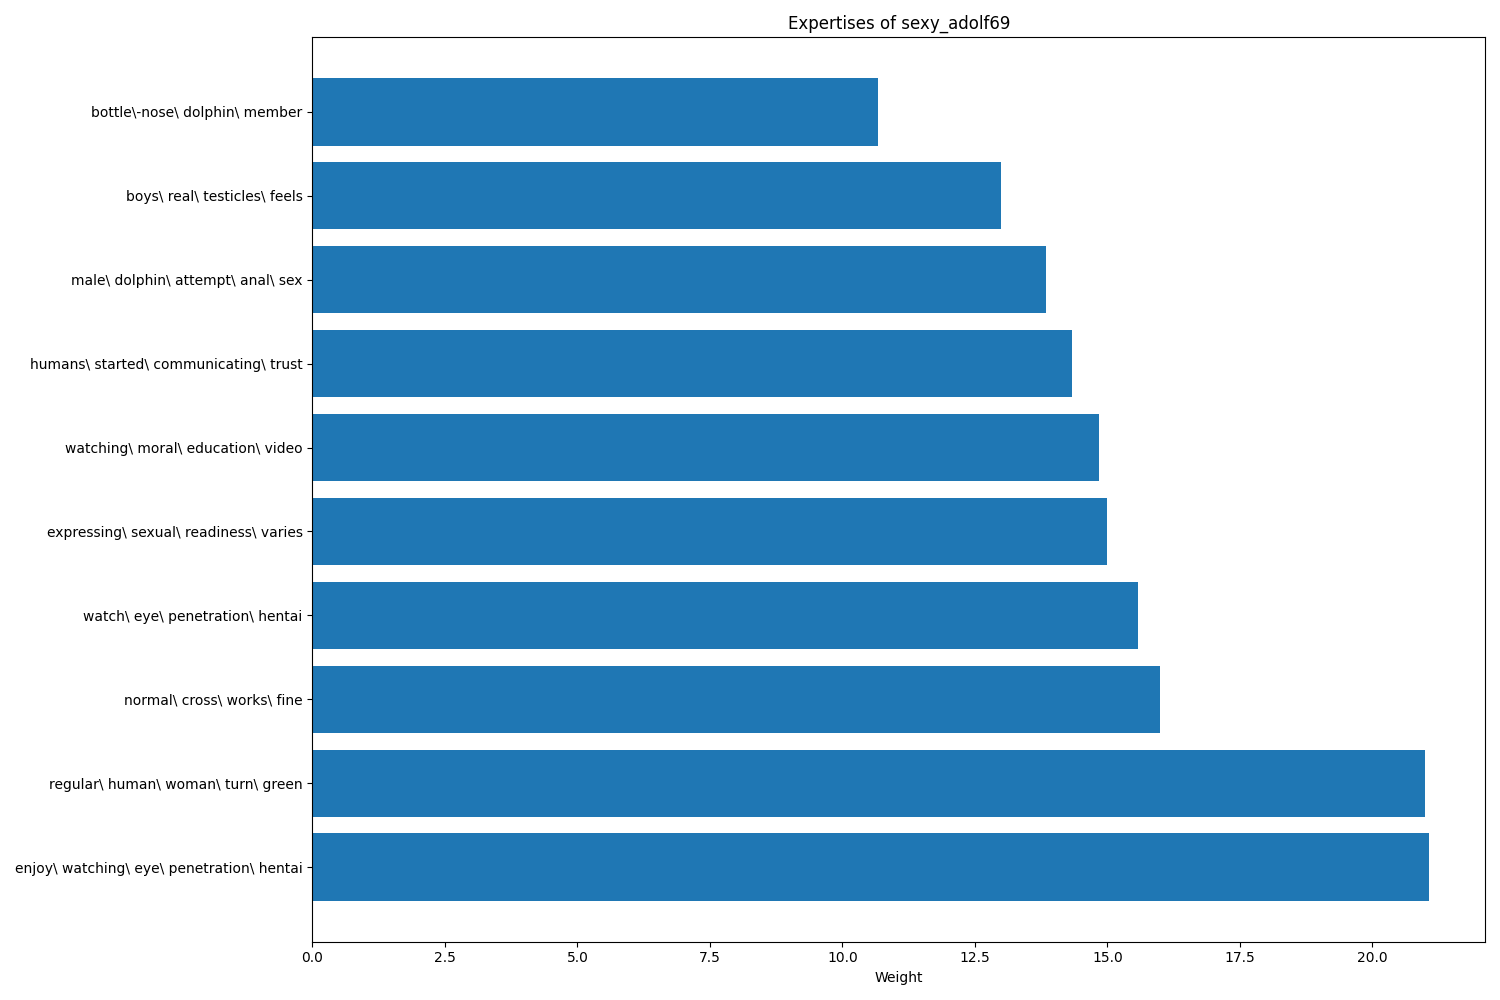 Expertises of sexy_adolf69
bottle\-nose\ dolphin\ member
boys\ real\ testicles\ feels
male\ dolphin\ attempt\ anal\ sex
humans\ started\ communicating\ trust
watching\ moral\ education\ video
expressing\ sexual\ readiness\ varies
watch\ eye\ penetration\ hentai
normal\ cross\ works\ fine
regular\ human\ woman\ turn\ green
enjoy\ watching\ eye\ penetration\ hentai
0.0 2.5 5.0 7.5 10.0 12.5 15.0 17.5 20.0
Weight